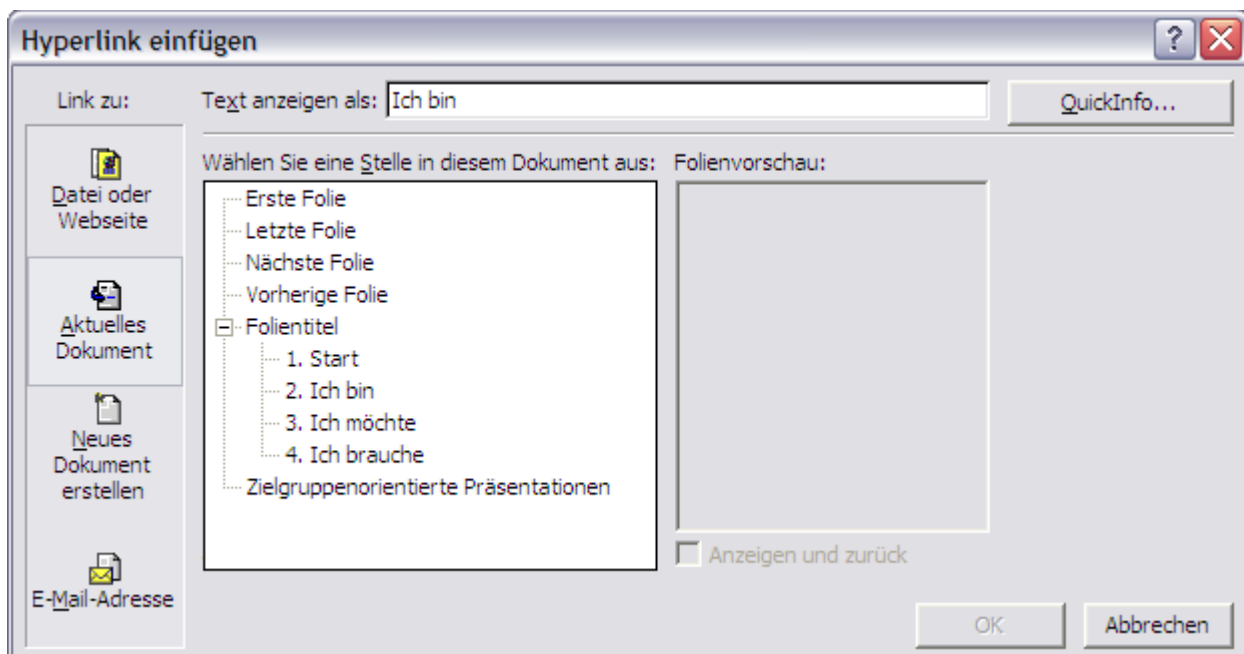 Hyperlink einfügen
Link zu:
Text anzeigen als: Ich bin
QuickInfo...
Datei oder
Webseite
Aktuelles
Dokument
Neues
Dokument
erstellen
E-Mail-Adresse
Wählen Sie eine Stelle in diesem Dokument aus:
Erste Folie
Letzte Folie
Nächste Folie
Vorherige Folie
Folientitel
1. Start
2. Ich bin
3. Ich möchte
4. Ich brauche
Zielgruppenorientierte Präsentationen
Folienvorschau:
Anzeigen und zurück
OK
Abbrechen